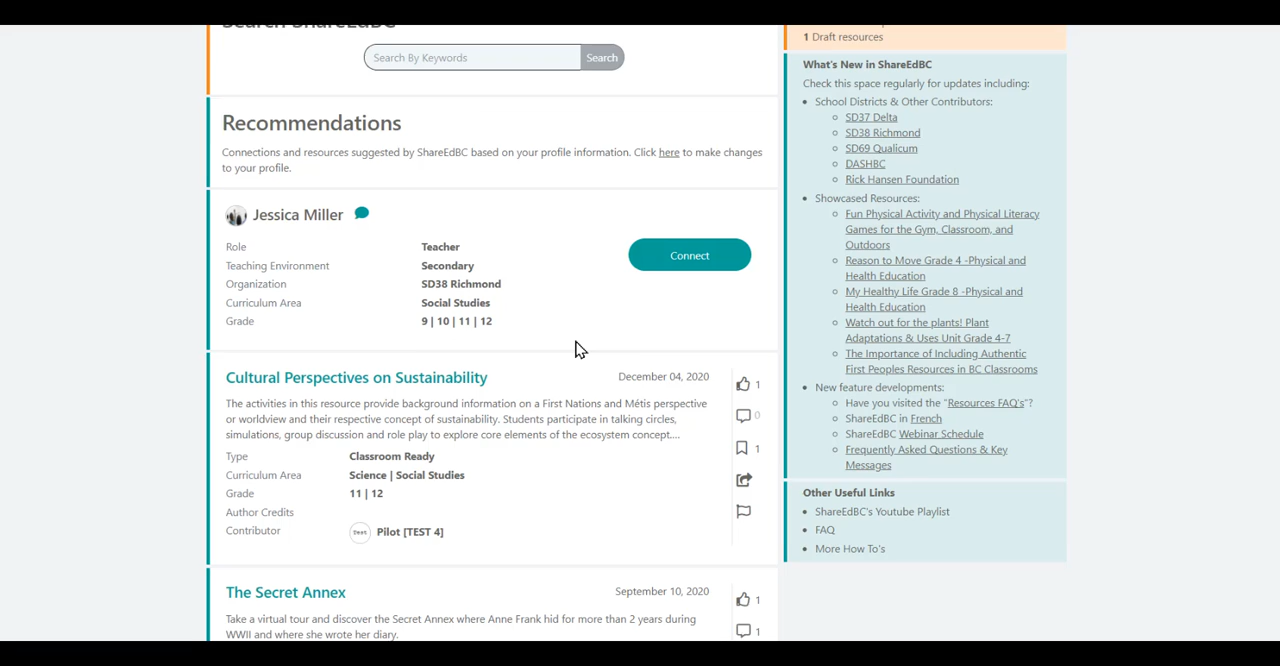 Search ShareEdBC
Search By Keywords
Search
Recommendations
Connections and resources suggested by ShareEdBC based on your profile information. Click here to make changes
to your profile.
Jessica Miller
Role Teacher
Teaching Environment Secondary
Organization SD38 Richmond
Curriculum Area Social Studies
Grade 9 | 10 | 11 | 12
Connect
Cultural Perspectives on Sustainability
December 04, 2020
The activities in this resource provide background information on a First Nations and Métis perspective
or worldview and their respective concept of sustainability. Students participate in talking circles,
simulations, group discussion and role play to explore core elements of the ecosystem concept....
Type Classroom Ready
Curriculum Area Science | Social Studies
Grade 11 | 12
Author Credits
Contributor Test Pilot [TEST 4]
1
0
1
The Secret Annex
September 10, 2020
Take a virtual tour and discover the Secret Annex where Anne Frank hid for more than 2 years during
WWII and where she wrote her diary.
1
1
1 Draft resources
What's New in ShareEdBC
Check this space regularly for updates including:
School Districts & Other Contributors:
SD37 Delta
SD38 Richmond
SD69 Qualicum
DASHBC
Rick Hansen Foundation
Showcased Resources:
Fun Physical Activity and Physical Literacy
Games for the Gym, Classroom, and
Outdoors
Reason to Move Grade 4 -Physical and
Health Education
My Healthy Life Grade 8 -Physical and
Health Education
Watch out for the plants! Plant
Adaptations & Uses Unit Grade 4-7
The Importance of Including Authentic
First Peoples Resources in BC Classrooms
New feature developments:
Have you visited the "Resources FAQ's"?
ShareEdBC in French
ShareEdBC Webinar Schedule
Frequently Asked Questions & Key
Messages
Other Useful Links
ShareEdBC's Youtube Playlist
FAQ
More How To's